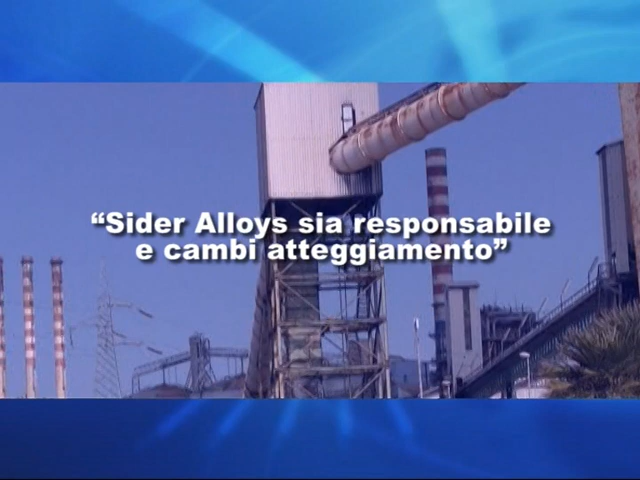 “Sider Alloys sia responsabile
e cambi atteggiamento”